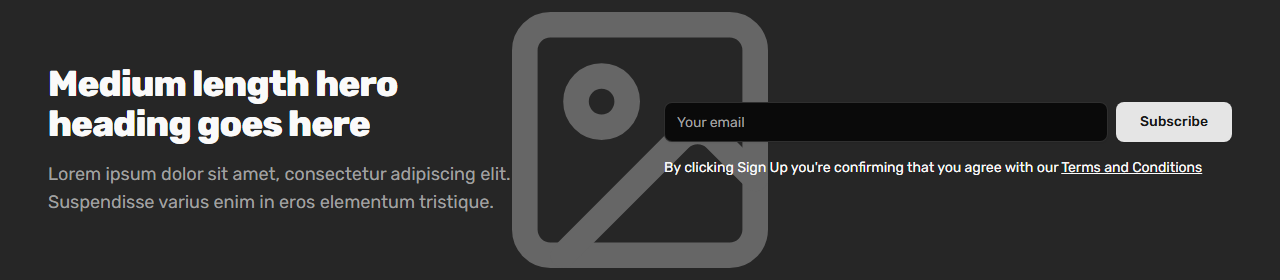 Medium length hero
heading goes here
Lorem ipsum dolor sit amet, consectetur adipiscing elit.
Suspendisse varius enim in eros elementum tristique.
Your email
Subscribe
By clicking Sign Up you're confirming that you agree with our Terms and Conditions